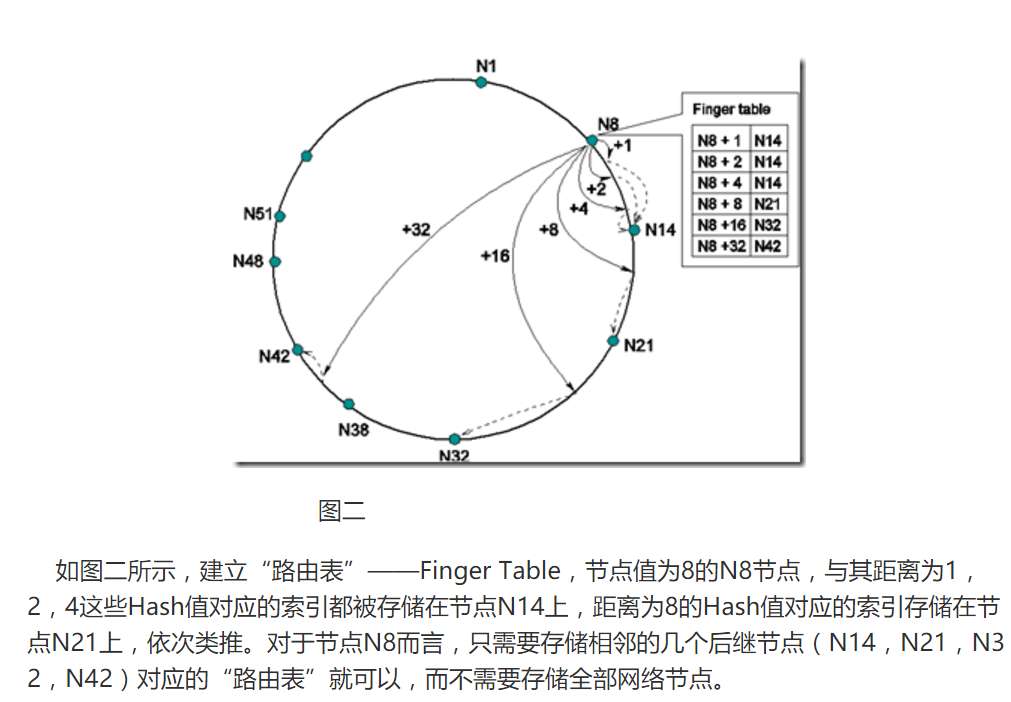 N1
N8
+1
+2
+4
+8
+16
+32
N14
N21
N32
N38
N42
N48
N51
Finger table
N8 + 1 N14
N8 + 2 N14
N8 + 4 N14
N8 + 8 N21
N8 +16 N32
N8 +32 N42
图二
如图二所示，建立“路由表”——Finger Table，节点值为8的N8节点，与其距离为1，
2，4这些Hash值对应的索引都被存储在节点N14上，距离为8的Hash值对应的索引存储在节
点N21上，依次类推。对于节点N8而言，只需要存储相邻的几个后继节点（N14，N21，N3
2，N42）对应的“路由表”就可以，而不需要存储全部网络节点。